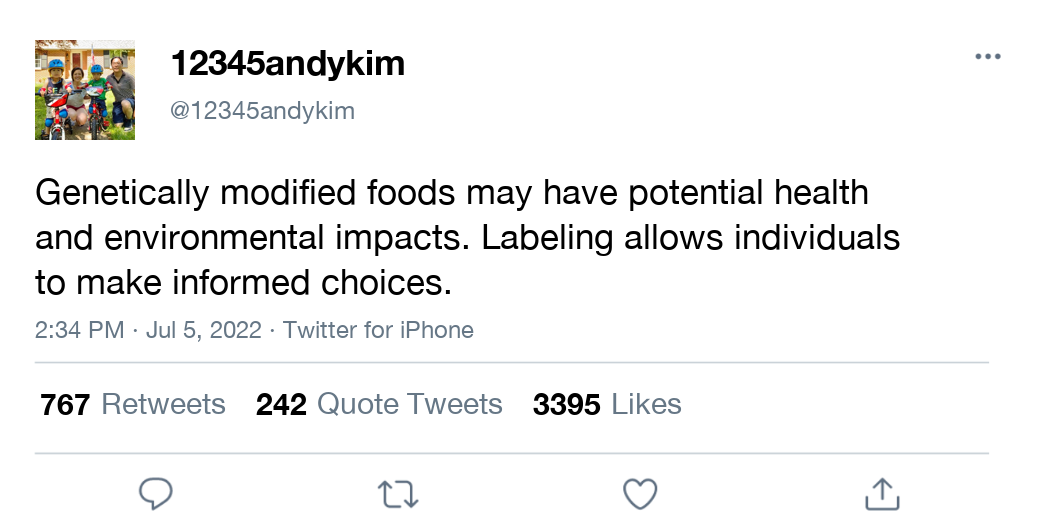 12345andykim
@12345andykim
Genetically modified foods may have potential health
and environmental impacts. Labeling allows individuals
to make informed choices.
2:34 PM · Jul 5, 2022 · Twitter for iPhone
767 Retweets 242 Quote Tweets 3395 Likes